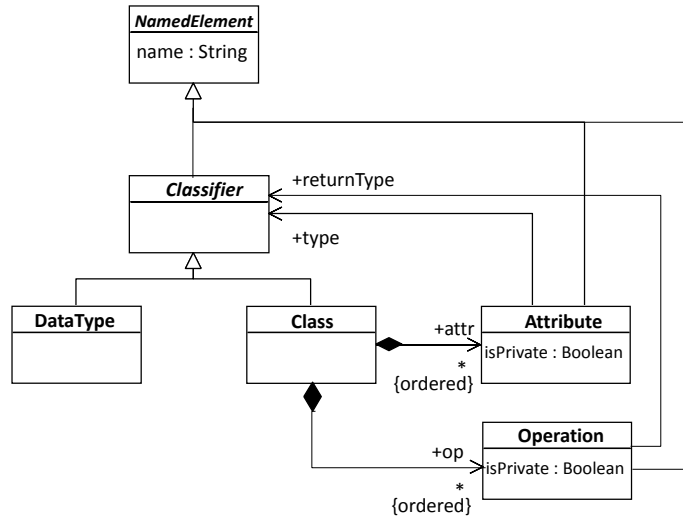 NamedElement
name : String
Classifier
+returnType
+type
DataType
Class
+attr
*
{ordered}
Attribute
isPrivate : Boolean
+op
*
{ordered}
Operation
isPrivate : Boolean